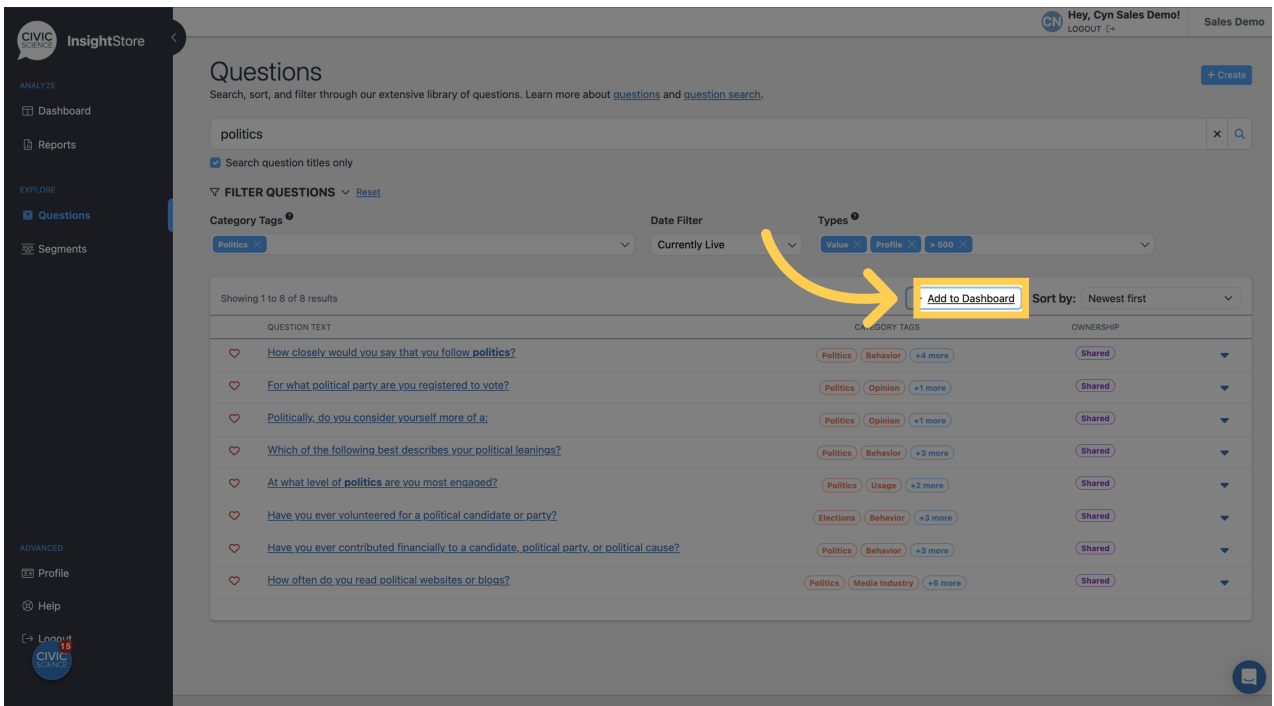 Hey, Cyn Sales Demo!
CN
LOGOUT
Sales Demo
CIVIC
SCIENCE
InsightStore
ANALYZE
Dashboard
Reports
EXPLORE
Questions
Segments
Questions
+ Create
Search, sort, and filter through our extensive library of questions. Learn more about questions and question search.
politics
Search question titles only
FILTER QUESTIONS Reset
Category Tags Date Filter Types
Politics Currently Live Value Profile > 500
Showing 1 to 8 of 8 results Add to Dashboard Sort by: Newest first
QUESTION TEXT CATEGORY TAGS OWNERSHIP
How closely would you say that you follow politics? Politics Behavior +4 more Shared
For what political party are you registered to vote? Politics Opinion +1 more Shared
Politically, do you consider yourself more of a: Politics Opinion +1 more Shared
Which of the following best describes your political leanings? Politics Behavior +3 more Shared
At what level of politics are you most engaged? Politics Usage +2 more Shared
Have you ever volunteered for a political candidate or party? Elections Behavior +3 more Shared
Have you ever contributed financially to a candidate, political party, or political cause? Politics Behavior +3 more Shared
How often do you read political websites or blogs? Politics Media Industry +6 more Shared
ADVANCED
Profile
Help
Logout
15
CIVIC
SCIENCE